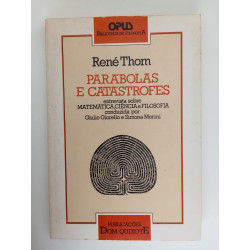 OPUS
BIBLIOTECA DE FILOSOFIA
René Thom
PARÁBOLAS
E CATÁSTROFES
entrevista sobre
MATEMÁTICA, CIÊNCIA e FILOSOFIA
conduzida por
Giulio Giorello e Simona Morini
PUBLICAÇÕES
DOM QUIXOTE